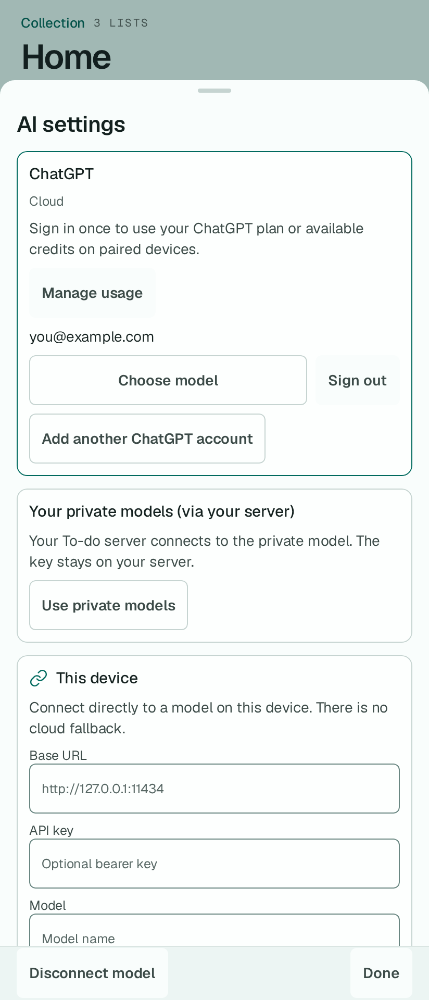 Collection 3 LISTS
Home
AI settings
ChatGPT
Cloud
Sign in once to use your ChatGPT plan or available
credits on paired devices.
Manage usage
you@example.com
Choose model
Sign out
Add another ChatGPT account
Your private models (via your server)
Your To-do server connects to the private model. The
key stays on your server.
Use private models
This device
Connect directly to a model on this device. There is no
cloud fallback.
Base URL
http://127.0.0.1:11434
API key
Optional bearer key
Model
Model name
Disconnect model
Done